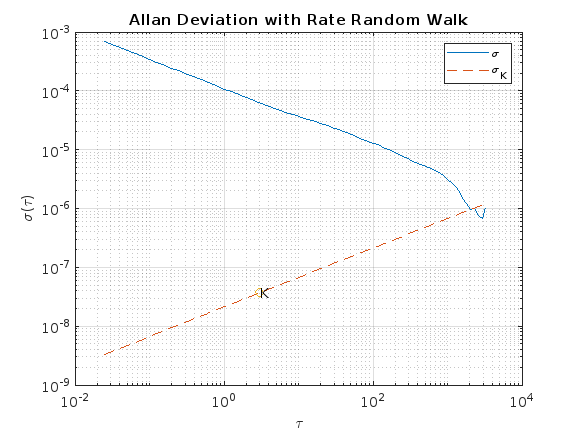 Allan Deviation with Rate Random Walk
σ
σ_K
10^-3
10^-4
10^-5
10^-6
10^-7
10^-8
10^-9
σ(τ)
K
10^-2
10^0
10^2
10^4
τ